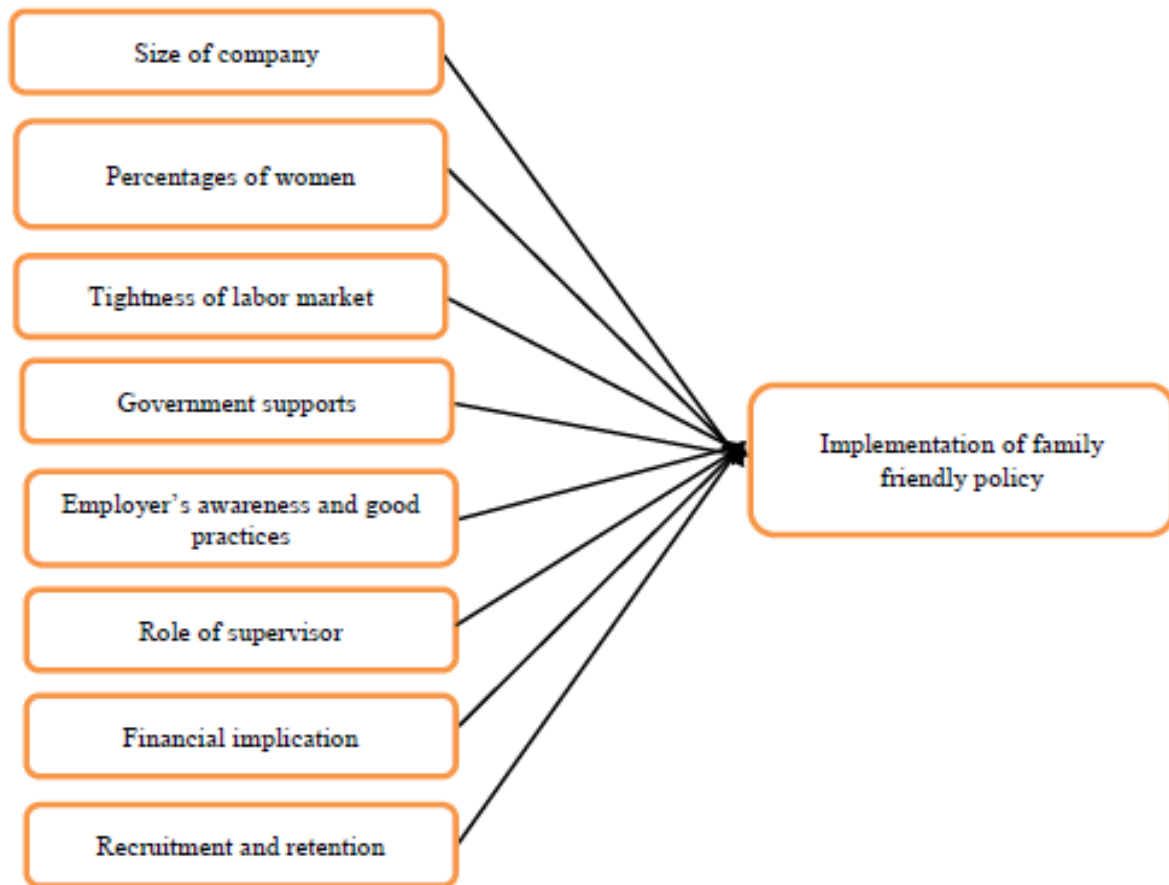 Size of company
Percentages of women
Tightness of labor market
Government supports
Employer’s awareness and good
practices
Role of supervisor
Financial implication
Recruitment and retention
Implementation of family
friendly policy